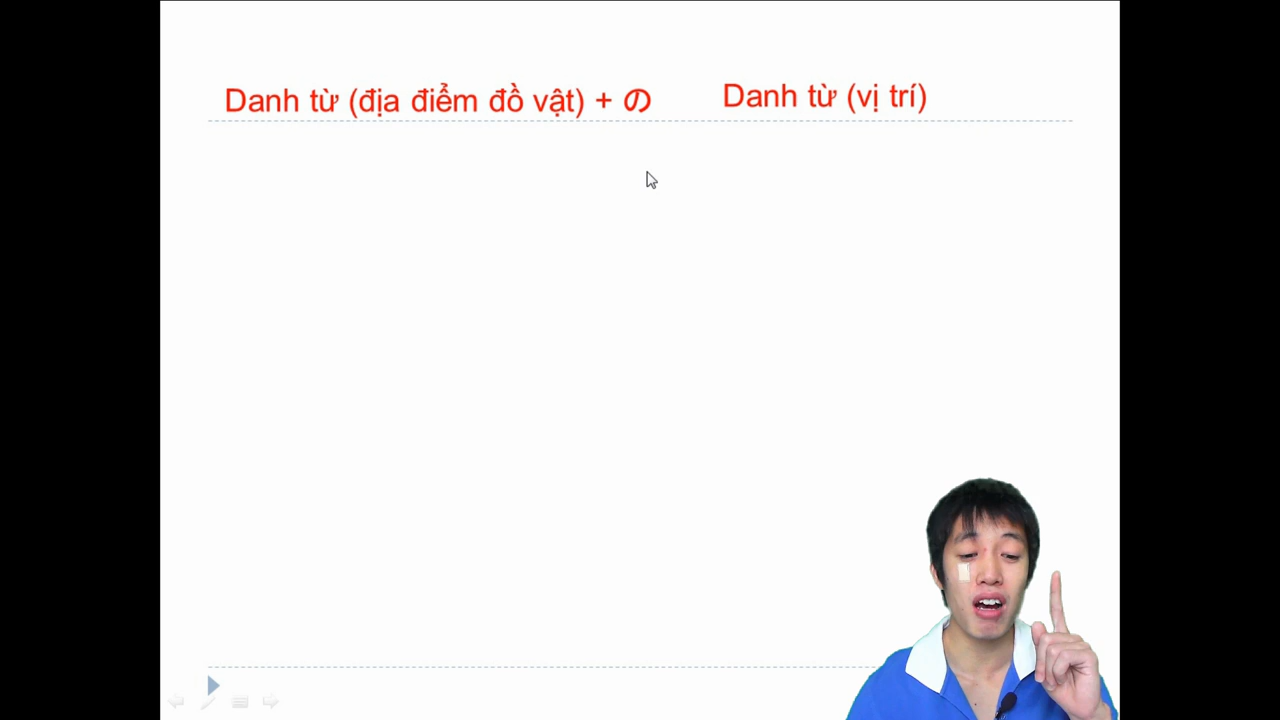 Danh từ (địa điểm đồ vật) + の Danh từ (vị trí)